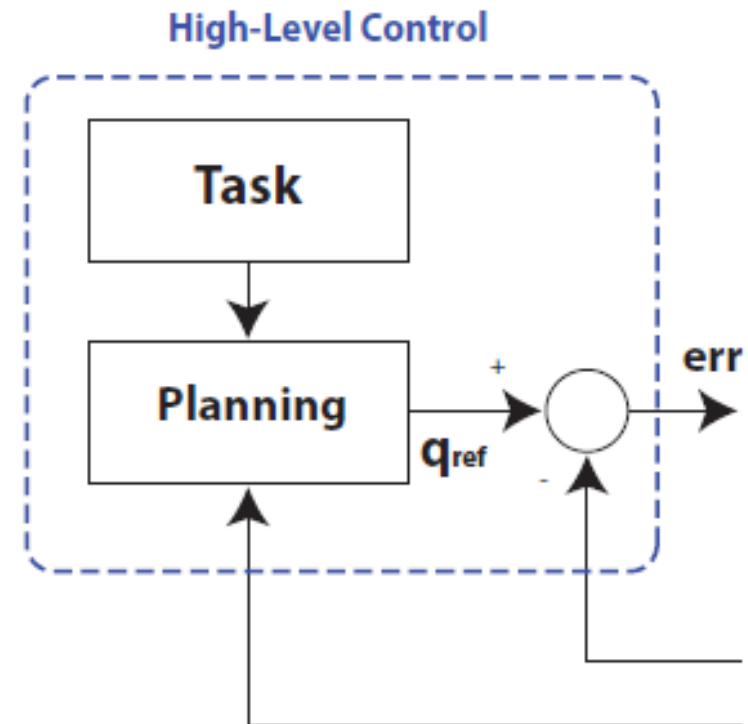 High-Level Control
Task
Planning
+
err
qref
-